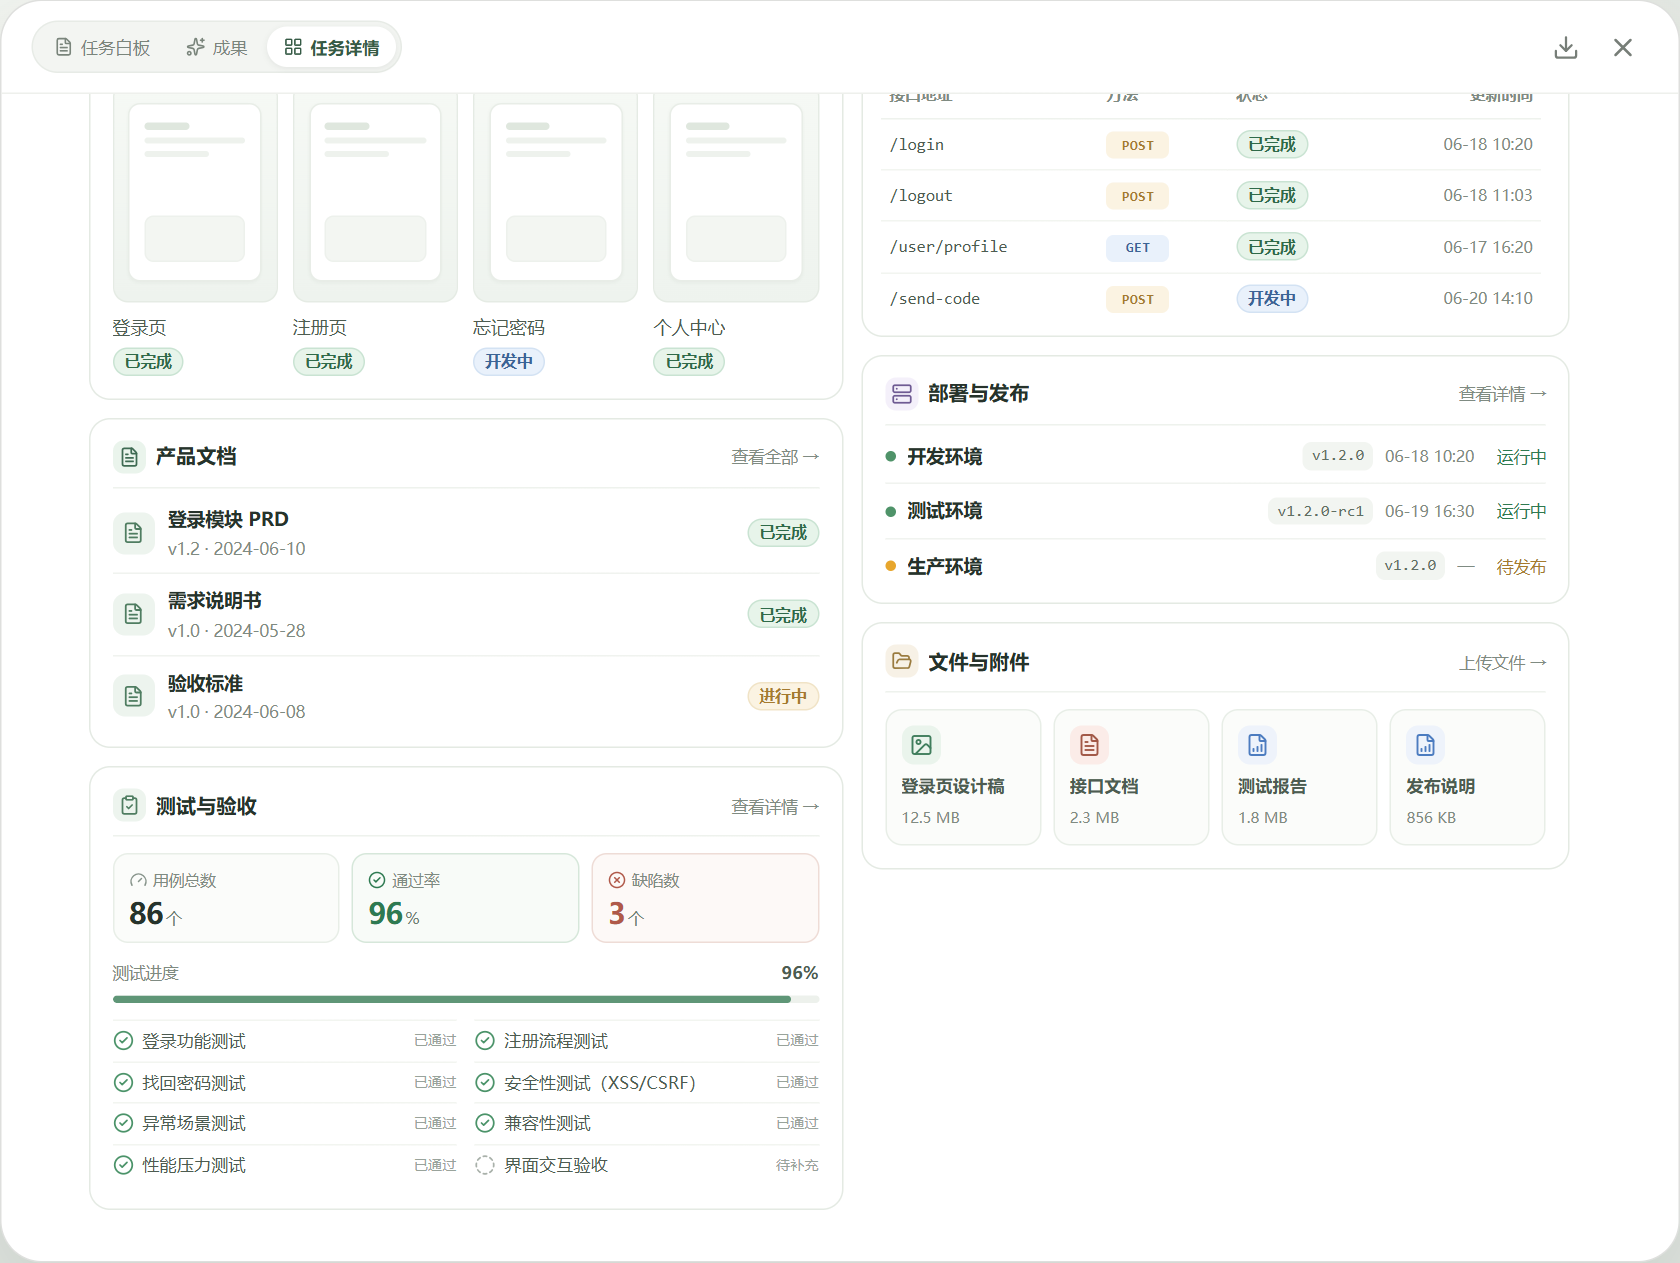 任务白板
成果
任务详情
登录页
已完成
注册页
已完成
忘记密码
开发中
个人中心
已完成
产品文档
查看全部 →
登录模块 PRD
v1.2 · 2024-06-10
已完成
需求说明书
v1.0 · 2024-05-28
已完成
验收标准
v1.0 · 2024-06-08
进行中
测试与验收
查看详情 →
用例总数
86 个
通过率
96 %
缺陷数
3 个
测试进度 96%
登录功能测试 已通过
注册流程测试 已通过
找回密码测试 已通过
安全性测试（XSS/CSRF） 已通过
异常场景测试 已通过
兼容性测试 已通过
性能压力测试 已通过
界面交互验收 待补充
接口地址 方法 状态 更新时间
/login POST 已完成 06-18 10:20
/logout POST 已完成 06-18 11:03
/user/profile GET 已完成 06-17 16:20
/send-code POST 开发中 06-20 14:10
部署与发布
查看详情 →
开发环境 v1.2.0 06-18 10:20 运行中
测试环境 v1.2.0-rc1 06-19 16:30 运行中
生产环境 v1.2.0 — 待发布
文件与附件
上传文件 →
登录页设计稿
12.5 MB
接口文档
2.3 MB
测试报告
1.8 MB
发布说明
856 KB